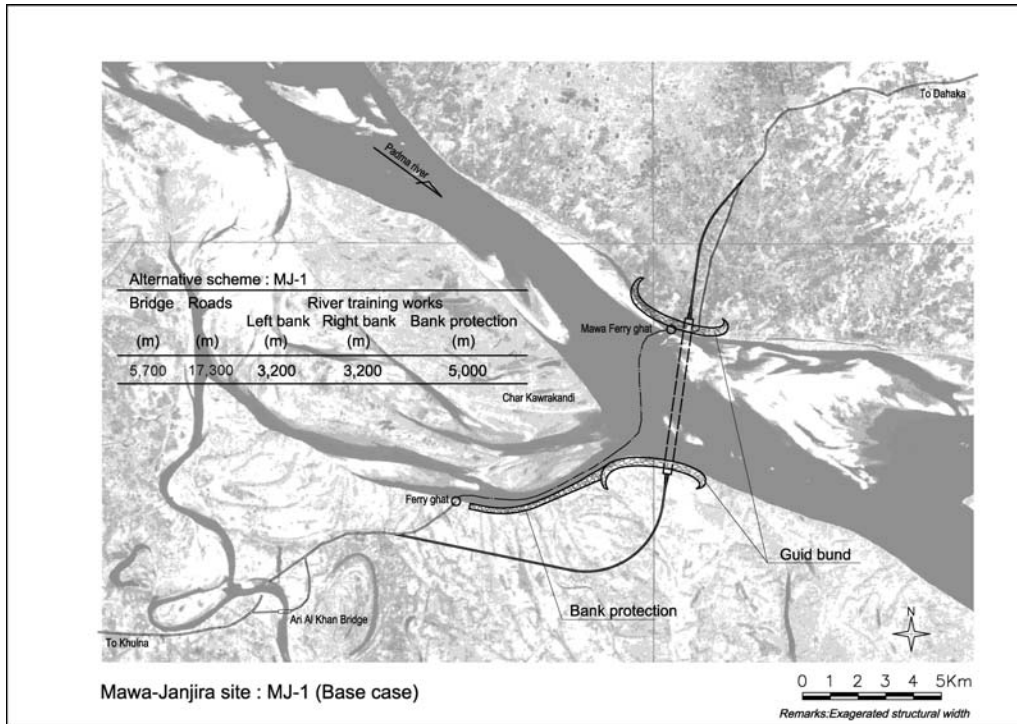 To Dahaka
Padma river
Alternative scheme : MJ-1
Bridge Roads River training works
Left bank Right bank Bank protection
(m) (m) (m) (m) (m)
5,700 17,300 3,200 3,200 5,000
Mawa Ferry ghat
Char Kawrakandi
Ferry ghat
Guid bund
Bank protection
Ari Al Khan Bridge
To Khulna
N
Mawa-Janjira site : MJ-1 (Base case)
0 1 2 3 4 5Km
Remarks:Exagerated structural width